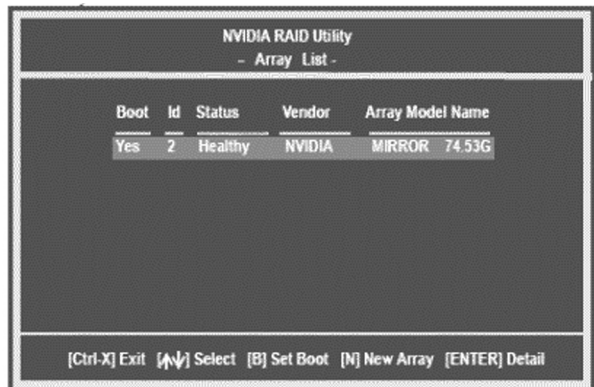 NVIDIA RAID Utility
- Array List -
Boot Id Status Vendor Array Model Name
Yes 2 Healthy NVIDIA MIRROR 74.53G
[Ctrl-X] Exit [↑↓] Select [B] Set Boot [N] New Array [ENTER] Detail